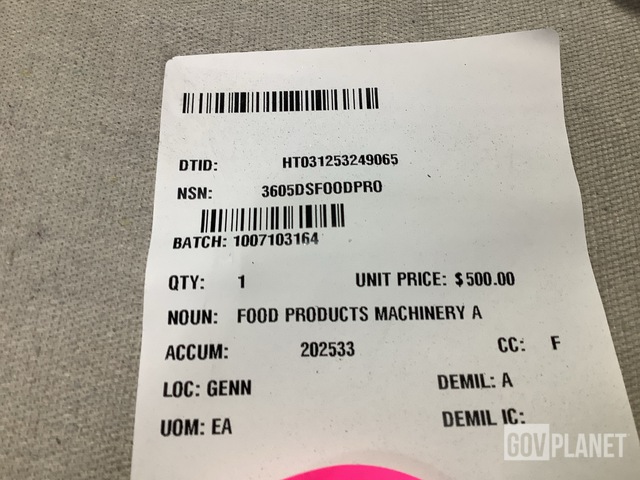 DTID: HT031253249065
NSN: 3605DSFOODPRO
BATCH: 1007103164
QTY: 1 UNIT PRICE: $500.00
NOUN: FOOD PRODUCTS MACHINERY A
ACCUM: 202533 CC: F
LOC: GENN DEMIL: A
UOM: EA DEMIL IC:
GOVPLANET